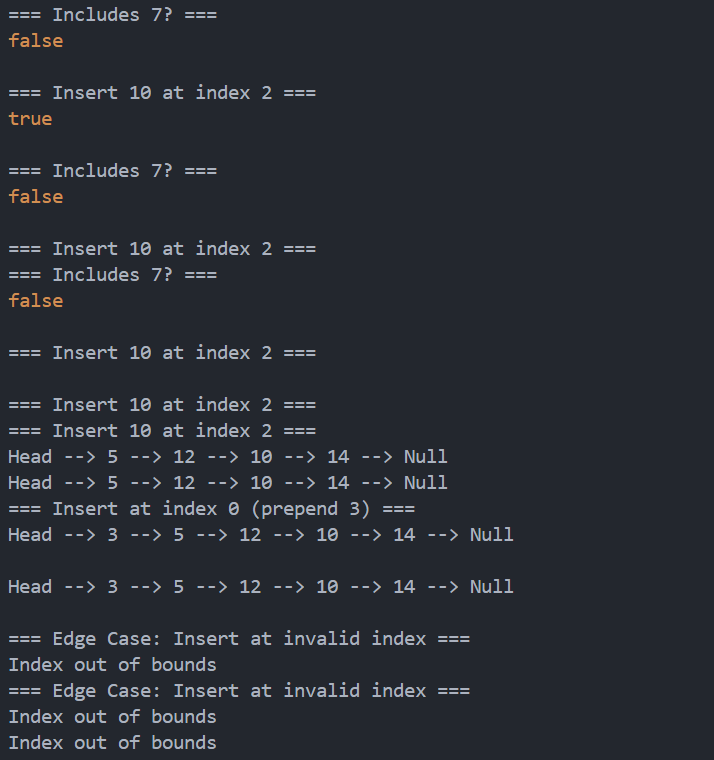 === Includes 7? ===
false
=== Insert 10 at index 2 ===
true
=== Includes 7? ===
false
=== Insert 10 at index 2 ===
=== Includes 7? ===
false
=== Insert 10 at index 2 ===
=== Insert 10 at index 2 ===
=== Insert 10 at index 2 ===
Head --> 5 --> 12 --> 10 --> 14 --> Null
Head --> 5 --> 12 --> 10 --> 14 --> Null
=== Insert at index 0 (prepend 3) ===
Head --> 3 --> 5 --> 12 --> 10 --> 14 --> Null
Head --> 3 --> 5 --> 12 --> 10 --> 14 --> Null
=== Edge Case: Insert at invalid index ===
Index out of bounds
=== Edge Case: Insert at invalid index ===
Index out of bounds
Index out of bounds